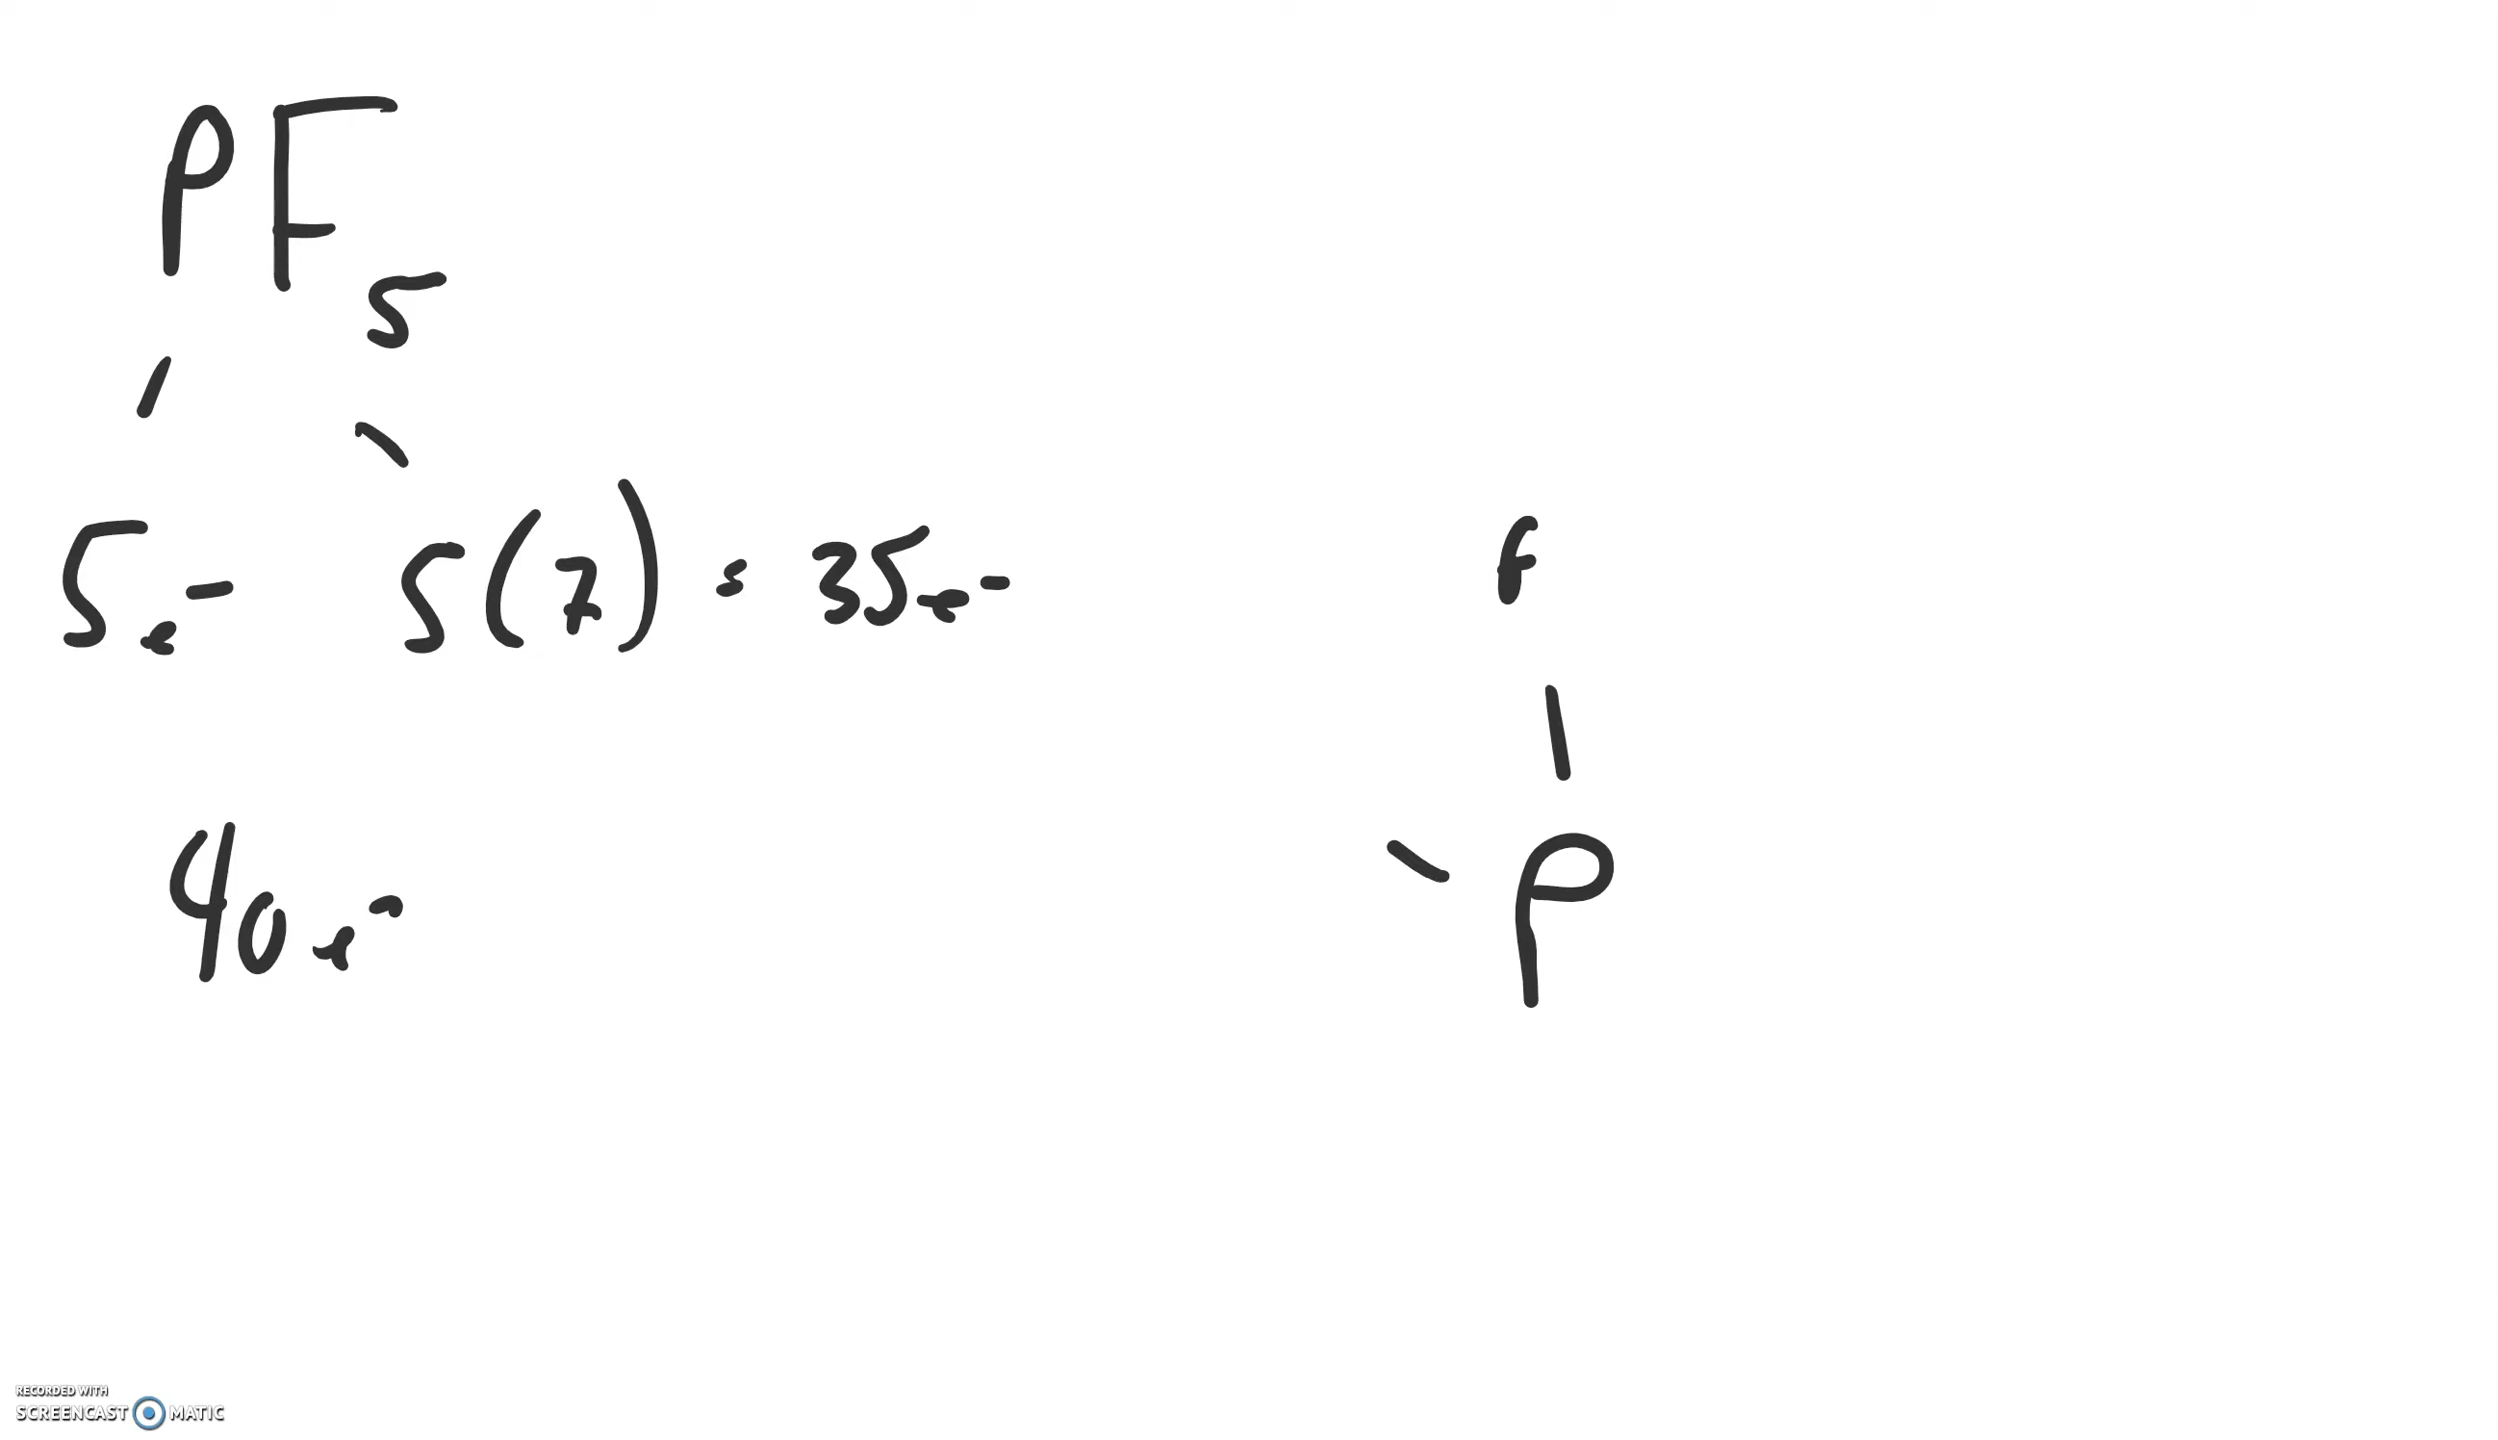 PF5
5e- 5(7) = 35e-
F
40e-
P
RECORDED WITH
SCREENCAST MATIC